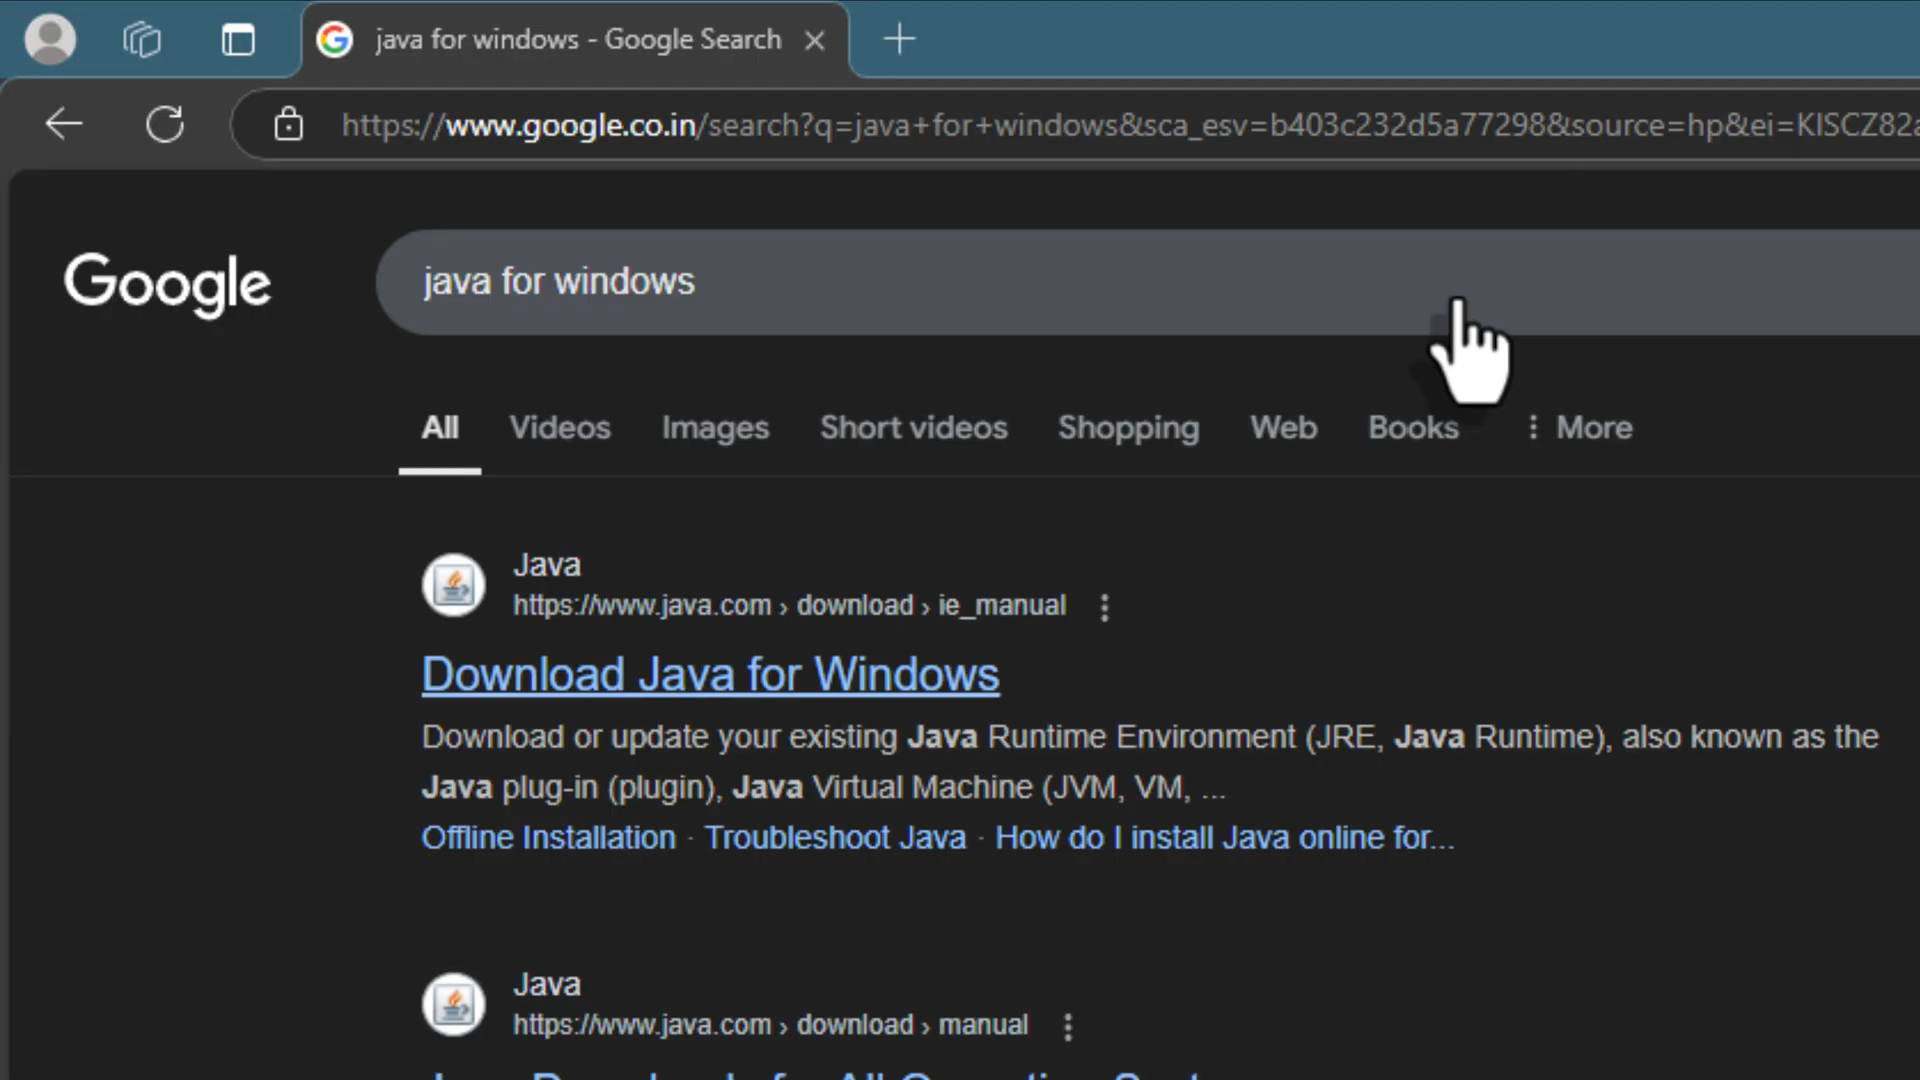 java for windows - Google Search
https://www.google.co.in/search?q=java+for+windows&sca_esv=b403c232d5a77298&source=hp&ei=KISCZ82
Google
java for windows
All Videos Images Short videos Shopping Web Books More
Java
https://www.java.com › download › ie_manual
Download Java for Windows
Download or update your existing Java Runtime Environment (JRE, Java Runtime), also known as the
Java plug-in (plugin), Java Virtual Machine (JVM, VM, ...
Offline Installation · Troubleshoot Java · How do I install Java online for...
Java
https://www.java.com › download › manual